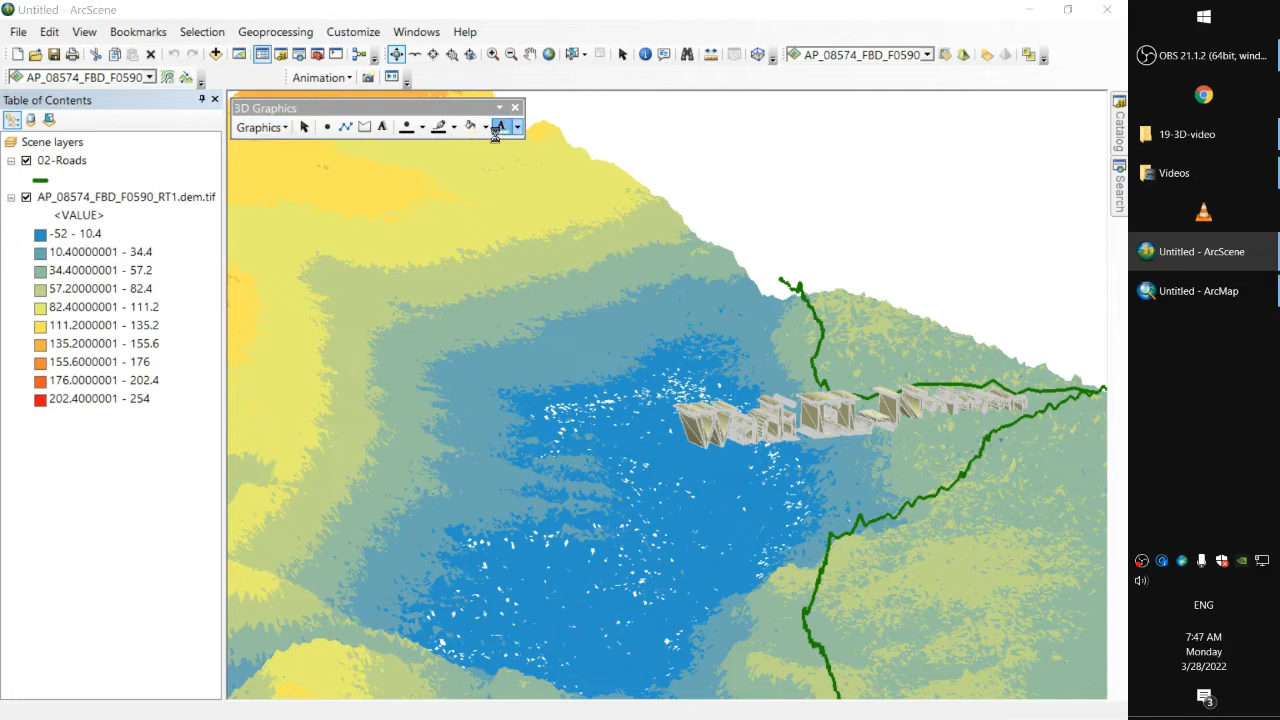 Untitled - ArcScene
File Edit View Bookmarks Selection Geoprocessing Customize Windows Help
AP_08574_FBD_F0590
AP_08574_FBD_F0590
Animation
Table of Contents
Scene layers
02-Roads
AP_08574_FBD_F0590_RT1.dem.tif
<VALUE>
-52 - 10.4
10.40000001 - 34.4
34.40000001 - 57.2
57.20000001 - 82.4
82.40000001 - 111.2
111.2000001 - 135.2
135.2000001 - 155.6
155.6000001 - 176
176.0000001 - 202.4
202.4000001 - 254
3D Graphics
Graphics
Wadi El
Catalog
Search
OBS 21.1.2 (64bit, wind...
19-3D-video
Videos
Untitled - ArcScene
Untitled - ArcMap
ENG
7:47 AM
Monday
3/28/2022
3